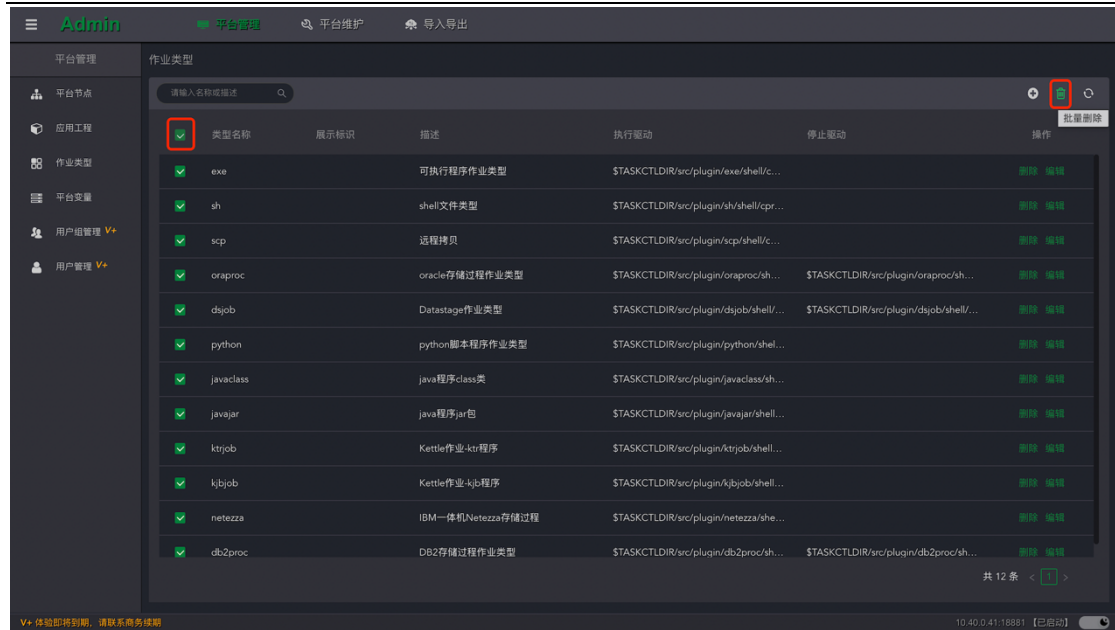 Admin 平台管理 平台维护 导入导出
平台管理 作业类型
平台节点 请输入名称或描述
批量删除
应用工程 类型名称 展示标识 描述 执行驱动 停止驱动 操作
作业类型 exe 可执行程序作业类型 $TASKCTLDIR/src/plugin/exe/shell/c... 删除 编辑
平台变量 sh shell文件类型 $TASKCTLDIR/src/plugin/sh/shell/cpr... 删除 编辑
用户组管理 V+ scp 远程拷贝 $TASKCTLDIR/src/plugin/scp/shell/c... 删除 编辑
用户管理 V+ oraproc oracle存储过程作业类型 $TASKCTLDIR/src/plugin/oraproc/sh... $TASKCTLDIR/src/plugin/oraproc/sh... 删除 编辑
dsjob Datastage作业类型 $TASKCTLDIR/src/plugin/dsjob/shell/... $TASKCTLDIR/src/plugin/dsjob/shell/... 删除 编辑
python python脚本程序作业类型 $TASKCTLDIR/src/plugin/python/shel... 删除 编辑
javaclass java程序class类 $TASKCTLDIR/src/plugin/javaclass/sh... 删除 编辑
javajar java程序jar包 $TASKCTLDIR/src/plugin/javajar/shell... 删除 编辑
ktrjob Kettle作业-ktr程序 $TASKCTLDIR/src/plugin/ktrjob/shell... 删除 编辑
kjbjob Kettle作业-kjb程序 $TASKCTLDIR/src/plugin/kjbjob/shell... 删除 编辑
netezza IBM一体机Netezza存储过程 $TASKCTLDIR/src/plugin/netezza/she... 删除 编辑
db2proc DB2存储过程作业类型 $TASKCTLDIR/src/plugin/db2proc/sh... $TASKCTLDIR/src/plugin/db2proc/sh... 删除 编辑
共 12 条 < 1 >
V+ 体验即将到期，请联系商务续期 10.40.0.41:18881 【已启动】